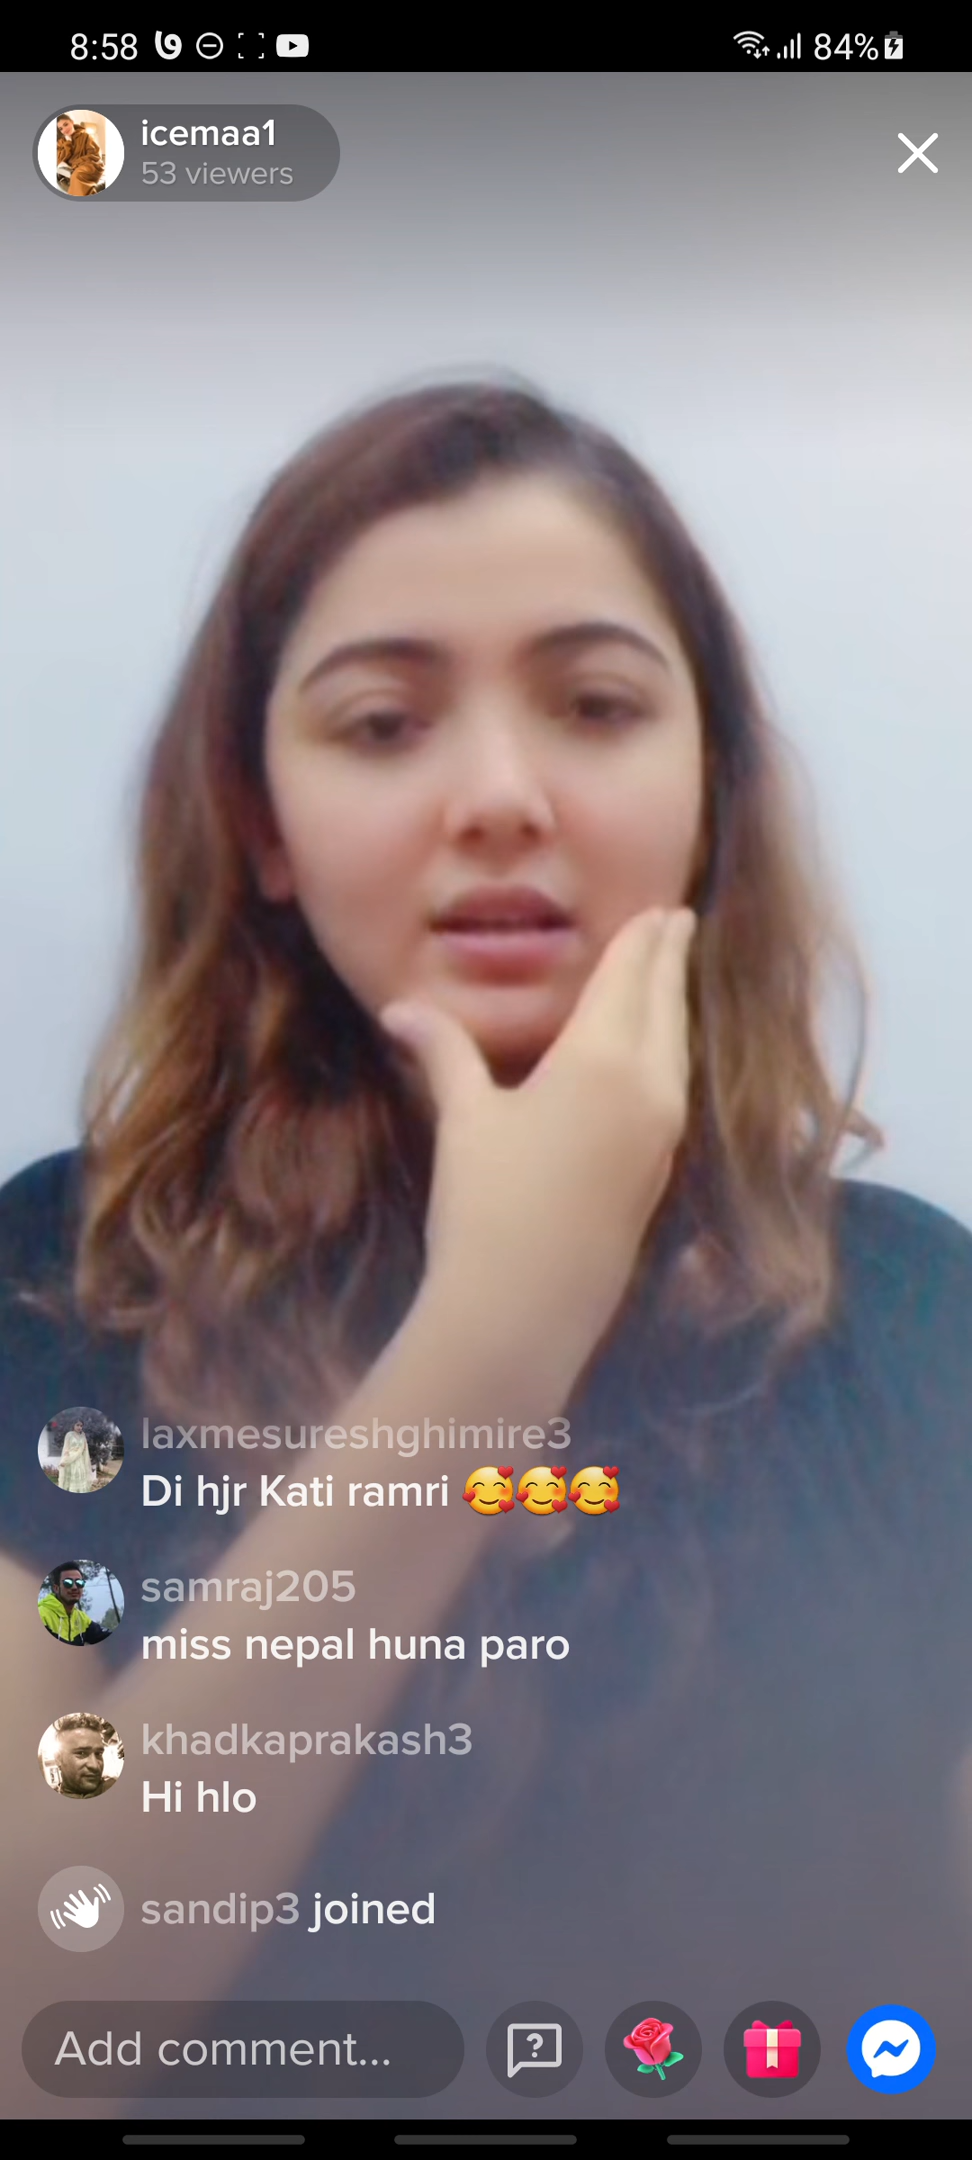 8:58
84%
icemaa1
53 viewers
laxmesureshghimire3
Di hjr Kati ramri 🥰🥰🥰
samraj205
miss nepal huna paro
khadkaprakash3
Hi hlo
sandip3 joined
Add comment...